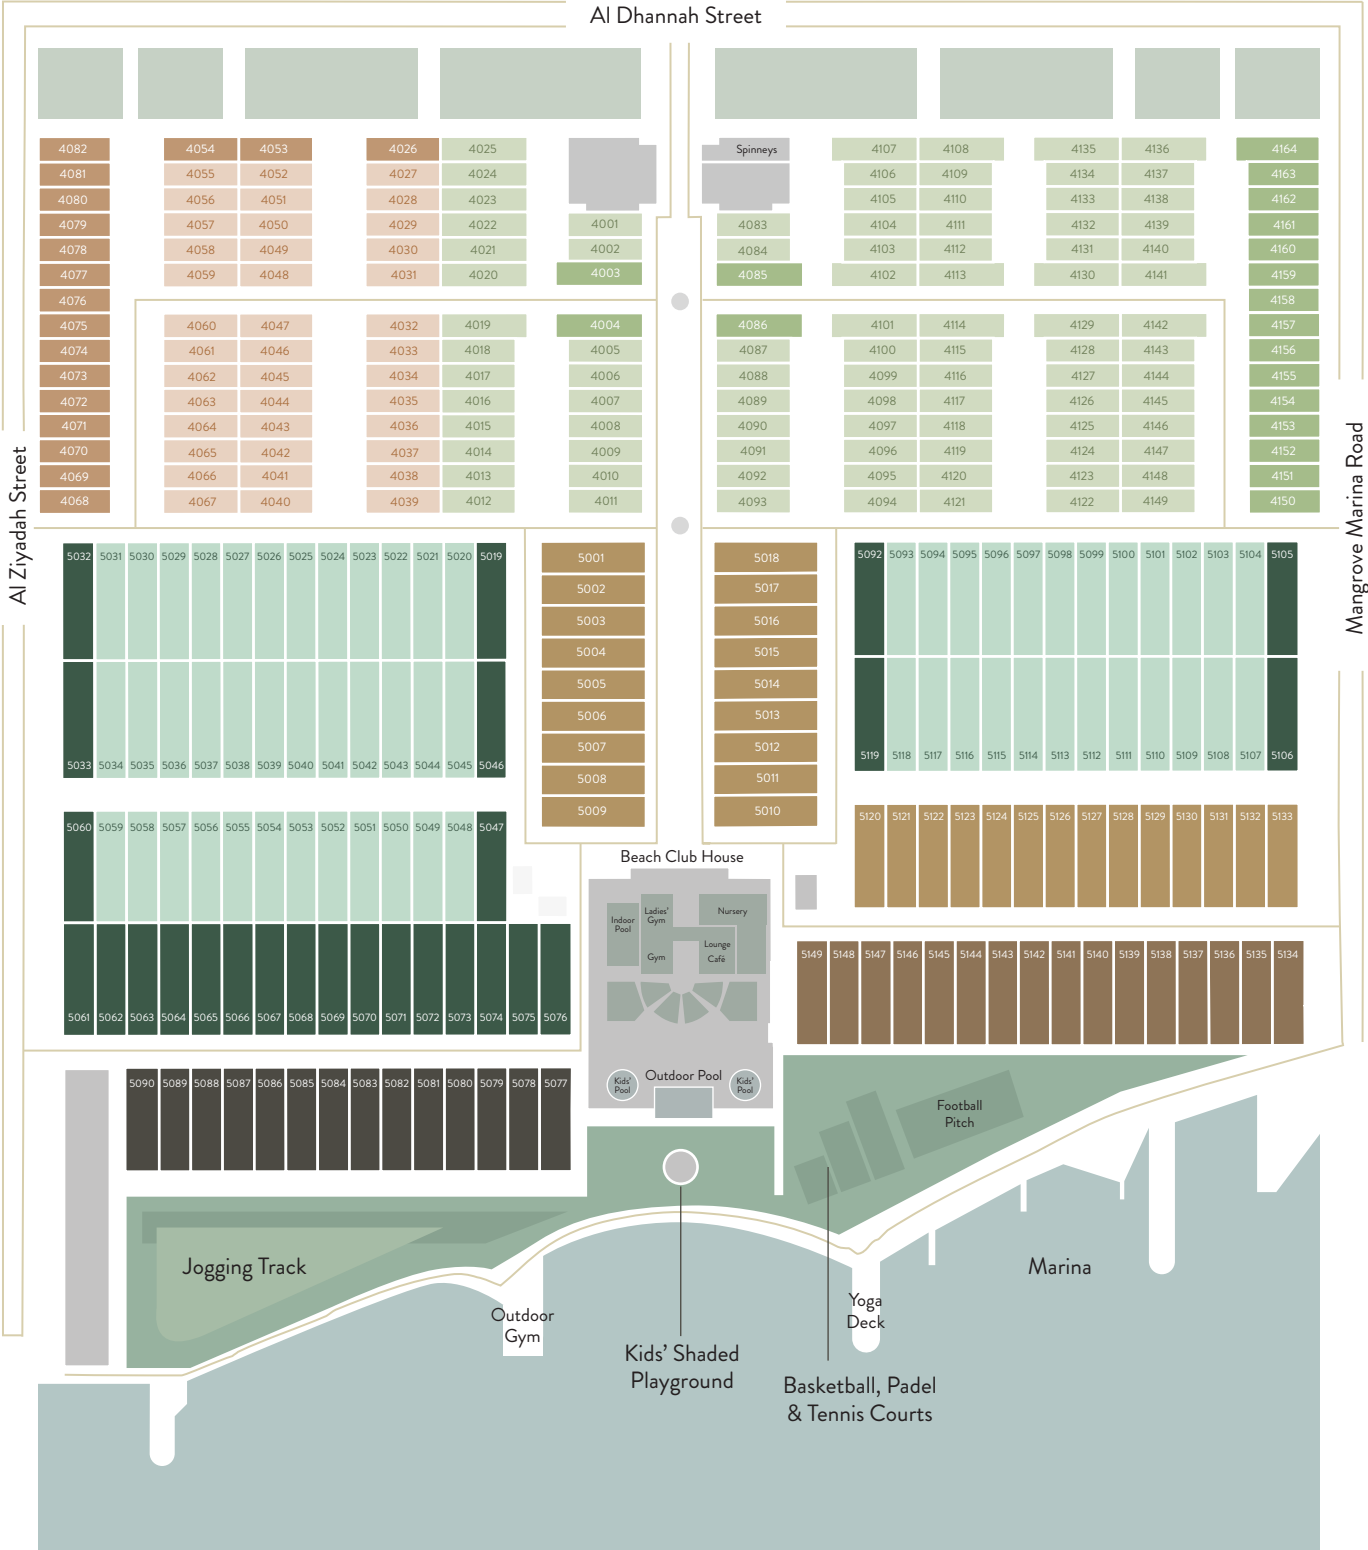 Al Dhannah Street
4082 4054 4053 4026 4025 Spinneys 4107 4108 4135 4136 4164
4081 4055 4052 4027 4024 4106 4109 4134 4137 4163
4080 4056 4051 4028 4023 4105 4110 4133 4138 4162
4079 4057 4050 4029 4022 4001 4083 4104 4111 4132 4139 4161
4078 4058 4049 4030 4021 4002 4084 4103 4112 4131 4140 4160
4077 4059 4048 4031 4020 4003 4085 4102 4113 4130 4141 4159
4076 4158
4075 4060 4047 4032 4019 4004 4086 4101 4114 4129 4142 4157
4074 4061 4046 4033 4018 4005 4087 4100 4115 4128 4143 4156
4073 4062 4045 4034 4017 4006 4088 4099 4116 4127 4144 4155
4072 4063 4044 4035 4016 4007 4089 4098 4117 4126 4145 4154
4071 4064 4043 4036 4015 4008 4090 4097 4118 4125 4146 4153
4070 4065 4042 4037 4014 4009 4091 4096 4119 4124 4147 4152
4069 4066 4041 4038 4013 4010 4092 4095 4120 4123 4148 4151
4068 4067 4040 4039 4012 4011 4093 4094 4121 4122 4149 4150
Al Ziyadah Street
Mangrove Marina Road
5032 5031 5030 5029 5028 5027 5026 5025 5024 5023 5022 5021 5020 5019
5033 5034 5035 5036 5037 5038 5039 5040 5041 5042 5043 5044 5045 5046
5001 5018
5002 5017
5003 5016
5004 5015
5005 5014
5006 5013
5007 5012
5008 5011
5009 5010
5092 5093 5094 5095 5096 5097 5098 5099 5100 5101 5102 5103 5104 5105
5119 5118 5117 5116 5115 5114 5113 5112 5111 5110 5109 5108 5107 5106
5060 5059 5058 5057 5056 5055 5054 5053 5052 5051 5050 5049 5048 5047
5120 5121 5122 5123 5124 5125 5126 5127 5128 5129 5130 5131 5132 5133
5061 5062 5063 5064 5065 5066 5067 5068 5069 5070 5071 5072 5073 5074 5075 5076
5149 5148 5147 5146 5145 5144 5143 5142 5141 5140 5139 5138 5137 5136 5135 5134
Beach Club House
Indoor
Pool
Ladies'
Gym
Gym
Nursery
Lounge
Café
Outdoor Pool
Kids'
Pool
Kids'
Pool
5090 5089 5088 5087 5086 5085 5084 5083 5082 5081 5080 5079 5078 5077
Football
Pitch
Jogging Track
Outdoor
Gym
Yoga
Deck
Marina
Kids' Shaded
Playground
Basketball, Padel
& Tennis Courts